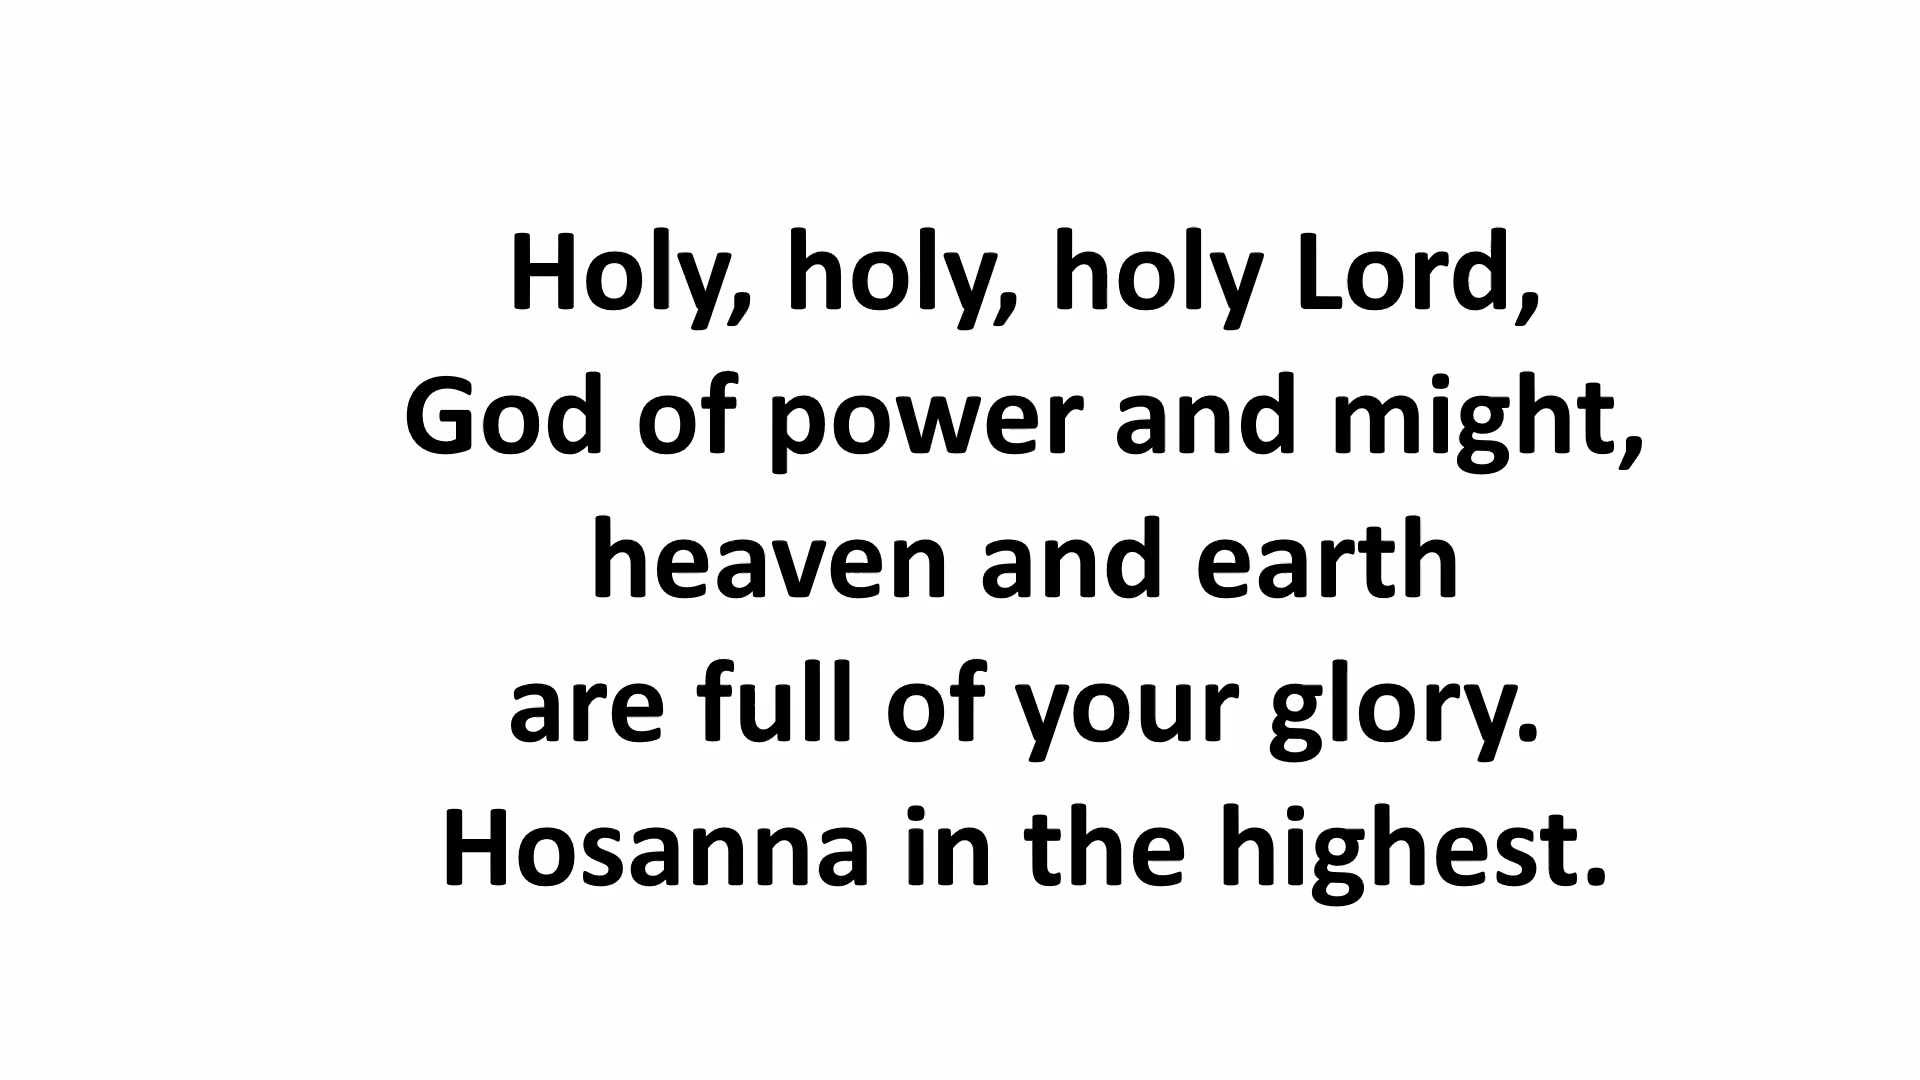 Holy, holy, holy Lord,
God of power and might,
heaven and earth
are full of your glory.
Hosanna in the highest.